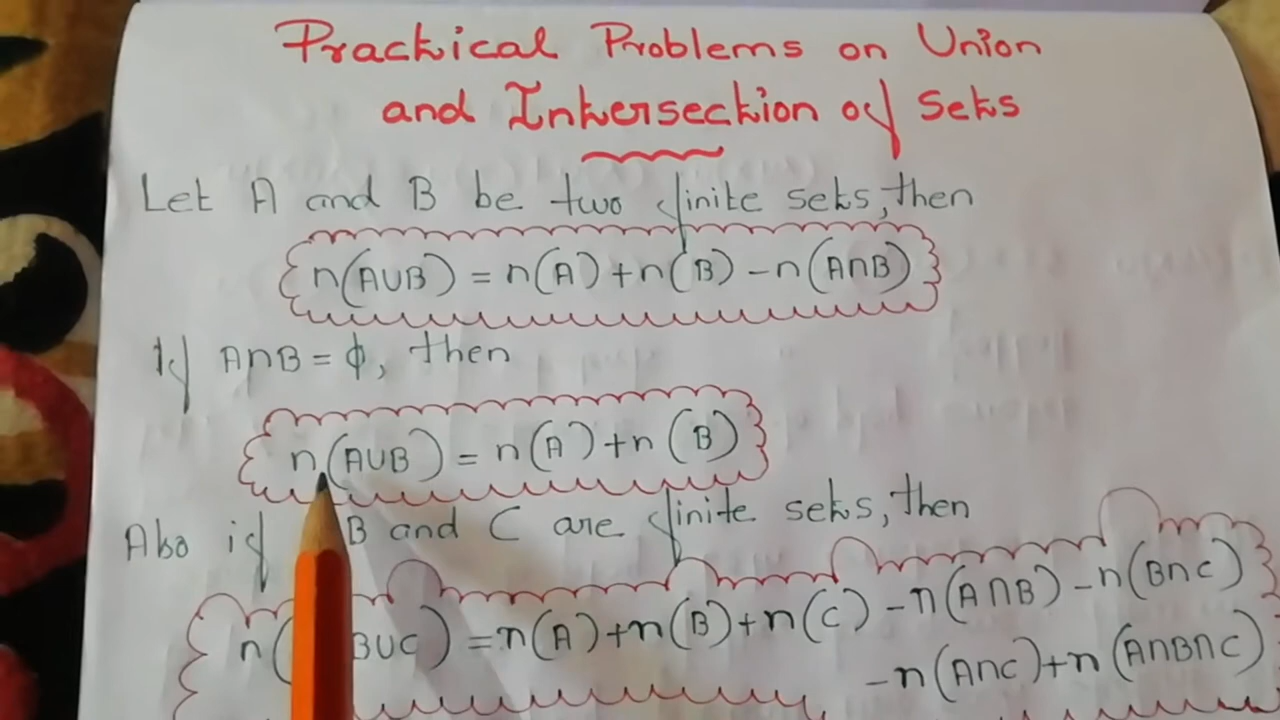 Practical Problems on Union
and Intersection of Sets
Let A and B be two finite sets, then
n(A∪B) = n(A) + n(B) - n(A∩B)
If A∩B = ϕ, then
n(A∪B) = n(A) + n(B)
Also if B and C are finite sets, then
n( B∪C) = n(A) + n(B) + n(C) - n(A∩B) - n(B∩C)
- n(A∩C) + n(A∩B∩C)